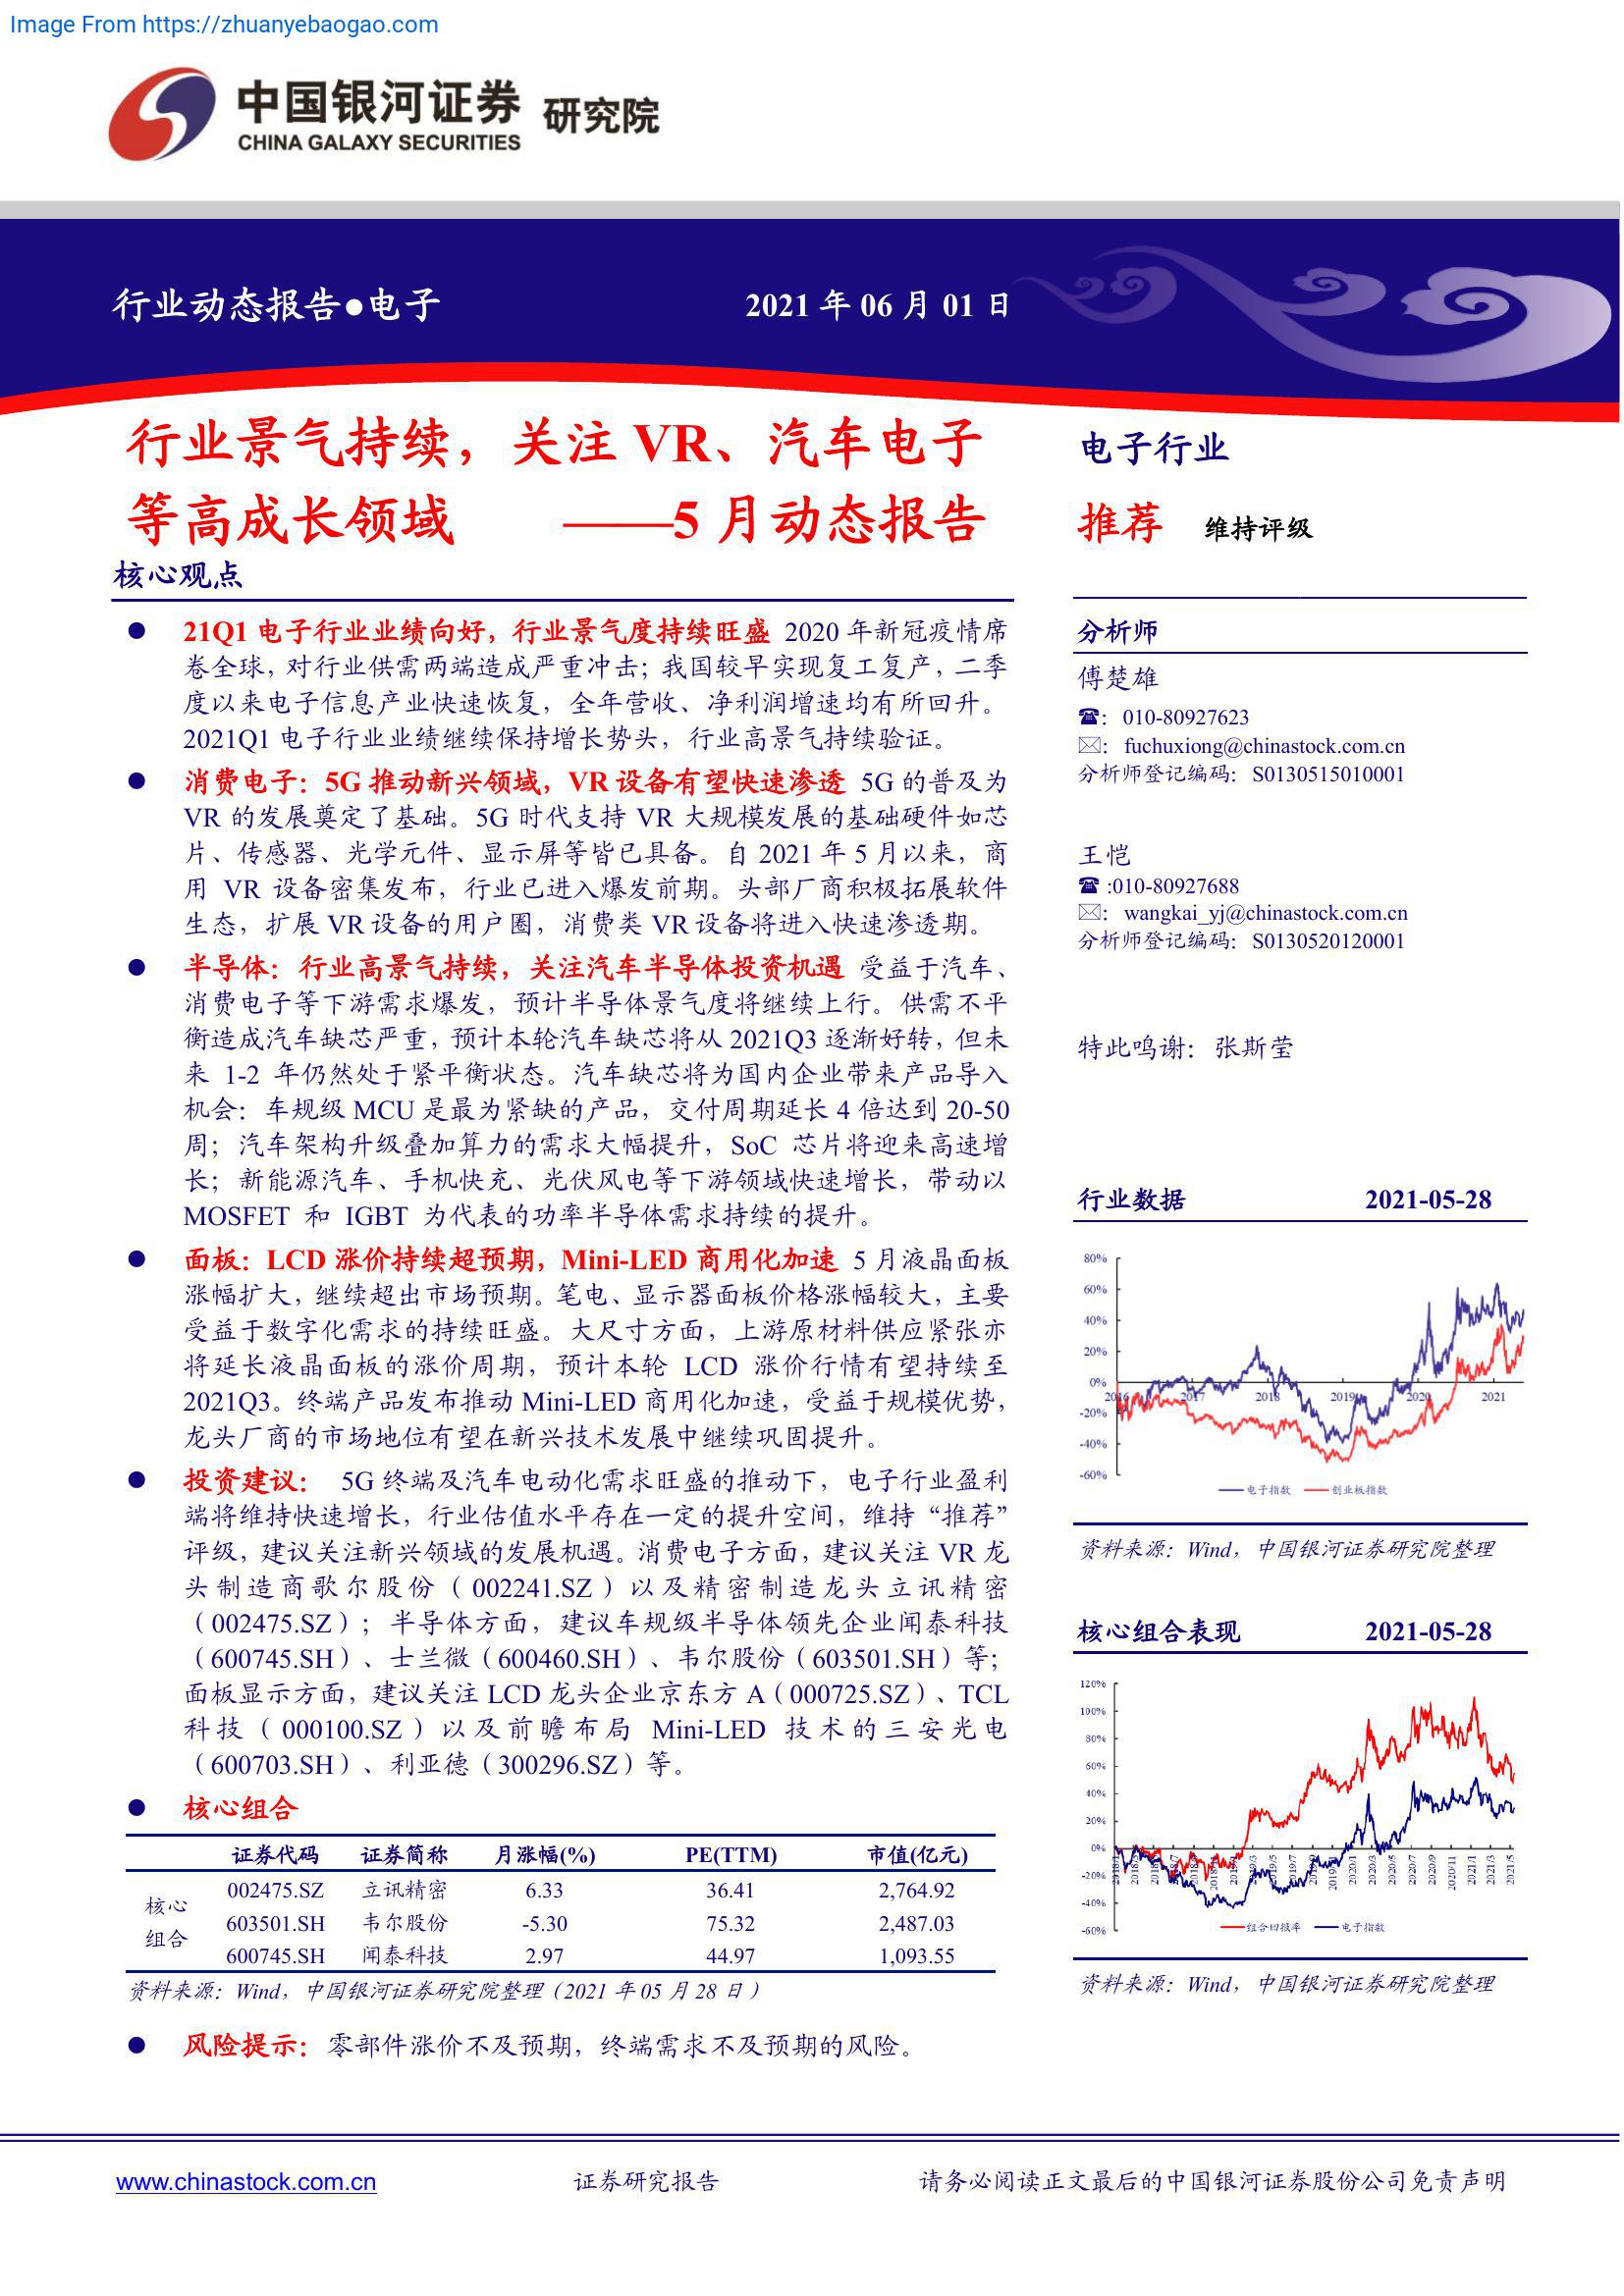 Image From https://zhuanyebaogao.com
中国银河证券 研究院
CHINA GALAXY SECURITIES
行业动态报告●电子
2021 年 06 月 01 日
行业景气持续，关注 VR、汽车电子
等高成长领域 ——5 月动态报告
核心观点
● 21Q1 电子行业业绩向好，行业景气度持续旺盛 2020 年新冠疫情席
卷全球，对行业供需两端造成严重冲击；我国较早实现复工复产，二季
度以来电子信息产业快速恢复，全年营收、净利润增速均有所回升。
2021Q1 电子行业业绩继续保持增长势头，行业高景气持续验证。
● 消费电子：5G 推动新兴领域，VR 设备有望快速渗透 5G 的普及为
VR 的发展奠定了基础。5G 时代支持 VR 大规模发展的基础硬件如芯
片、传感器、光学元件、显示屏等皆已具备。自 2021 年 5 月以来，商
用 VR 设备密集发布，行业已进入爆发前期。头部厂商积极拓展软件
生态，扩展 VR 设备的用户圈，消费类 VR 设备将进入快速渗透期。
● 半导体：行业高景气持续，关注汽车半导体投资机遇 受益于汽车、
消费电子等下游需求爆发，预计半导体景气度将继续上行。供需不平
衡造成汽车缺芯严重，预计本轮汽车缺芯将从 2021Q3 逐渐好转，但未
来 1-2 年仍然处于紧平衡状态。汽车缺芯将为国内企业带来产品导入
机会：车规级 MCU 是最为紧缺的产品，交付周期延长 4 倍达到 20-50
周；汽车架构升级叠加算力的需求大幅提升，SoC 芯片将迎来高速增
长；新能源汽车、手机快充、光伏风电等下游领域快速增长，带动以
MOSFET 和 IGBT 为代表的功率半导体需求持续的提升。
● 面板：LCD 涨价持续超预期，Mini-LED 商用化加速 5 月液晶面板
涨幅扩大，继续超出市场预期。笔电、显示器面板价格涨幅较大，主要
受益于数字化需求的持续旺盛。大尺寸方面，上游原材料供应紧张亦
将延长液晶面板的涨价周期，预计本轮 LCD 涨价行情有望持续至
2021Q3。终端产品发布推动 Mini-LED 商用化加速，受益于规模优势，
龙头厂商的市场地位有望在新兴技术发展中继续巩固提升。
● 投资建议： 5G 终端及汽车电动化需求旺盛的推动下，电子行业盈利
端将维持快速增长，行业估值水平存在一定的提升空间，维持“推荐”
评级，建议关注新兴领域的发展机遇。消费电子方面，建议关注 VR 龙
头制造商歌尔股份（002241.SZ）以及精密制造龙头立讯精密
（002475.SZ）；半导体方面，建议车规级半导体领先企业闻泰科技
（600745.SH）、士兰微（600460.SH）、韦尔股份（603501.SH）等；
面板显示方面，建议关注 LCD 龙头企业京东方 A（000725.SZ）、TCL
科技（000100.SZ）以及前瞻布局 Mini-LED 技术的三安光电
（600703.SH）、利亚德（300296.SZ）等。
● 核心组合
证券代码 证券简称 月涨幅(%) PE(TTM) 市值(亿元)
核心
组合
002475.SZ 立讯精密 6.33 36.41 2,764.92
603501.SH 韦尔股份 -5.30 75.32 2,487.03
600745.SH 闻泰科技 2.97 44.97 1,093.55
资料来源：Wind，中国银河证券研究院整理（2021 年 05 月 28 日）
● 风险提示：零部件涨价不及预期，终端需求不及预期的风险。
电子行业
推荐 维持评级
分析师
傅楚雄
☎：010-80927623
✉：fuchuxiong@chinastock.com.cn
分析师登记编码：S0130515010001
王恺
☎:010-80927688
✉：wangkai_yj@chinastock.com.cn
分析师登记编码：S0130520120001
特此鸣谢：张斯莹
行业数据 2021-05-28
80%
60%
40%
20%
0%
-20%
-40%
-60%
2016 2017 2018 2019 2020 2021
电子指数 创业板指数
资料来源：Wind，中国银河证券研究院整理
核心组合表现 2021-05-28
120%
100%
80%
60%
40%
20%
0%
-20%
-40%
-60%
2019/3 2019/5 2019/7 2020/1 2020/3 2020/5 2020/7 2020/9 2020/11 2021/1 2021/3 2021/5
组合回报率 电子指数
资料来源：Wind，中国银河证券研究院整理
www.chinastock.com.cn
证券研究报告
请务必阅读正文最后的中国银河证券股份公司免责声明